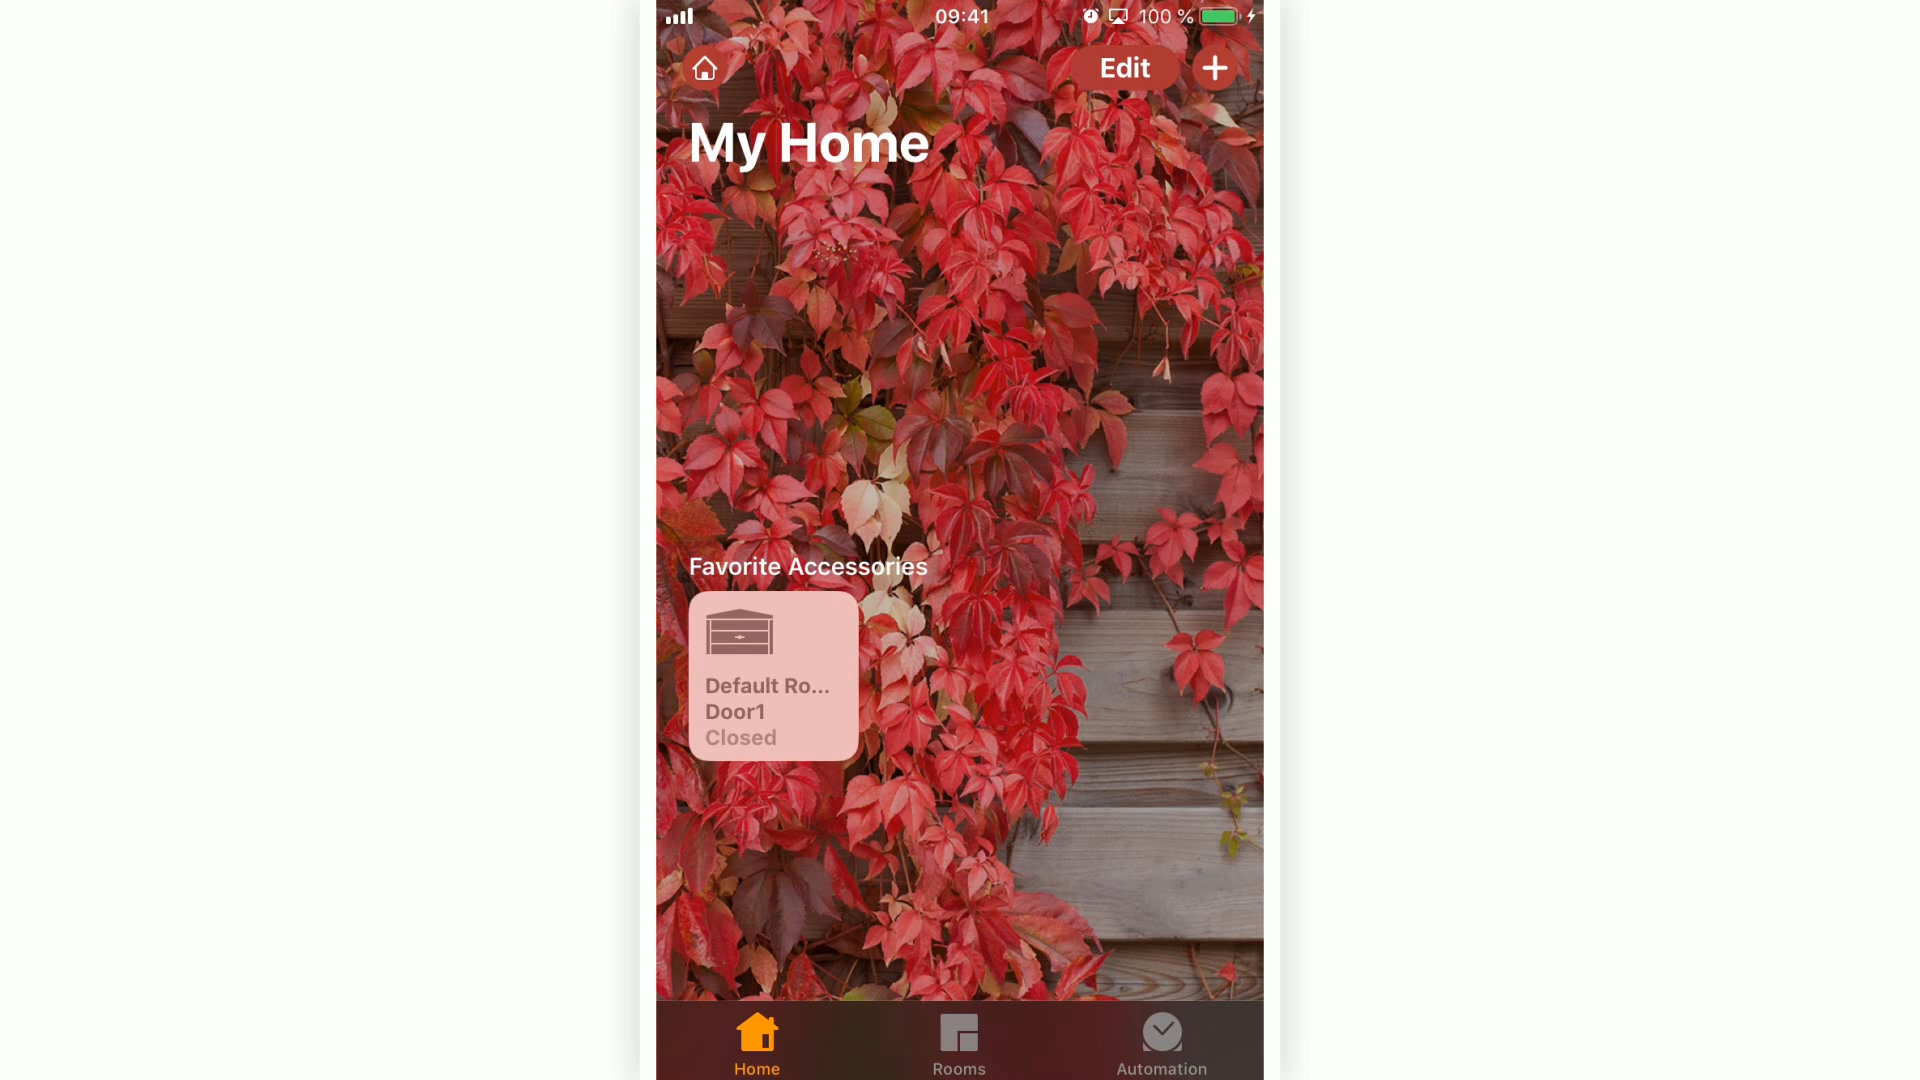 09:41
100 %
Edit
My Home
Favorite Accessories
Default Ro...
Door1
Closed
Home
Rooms
Automation